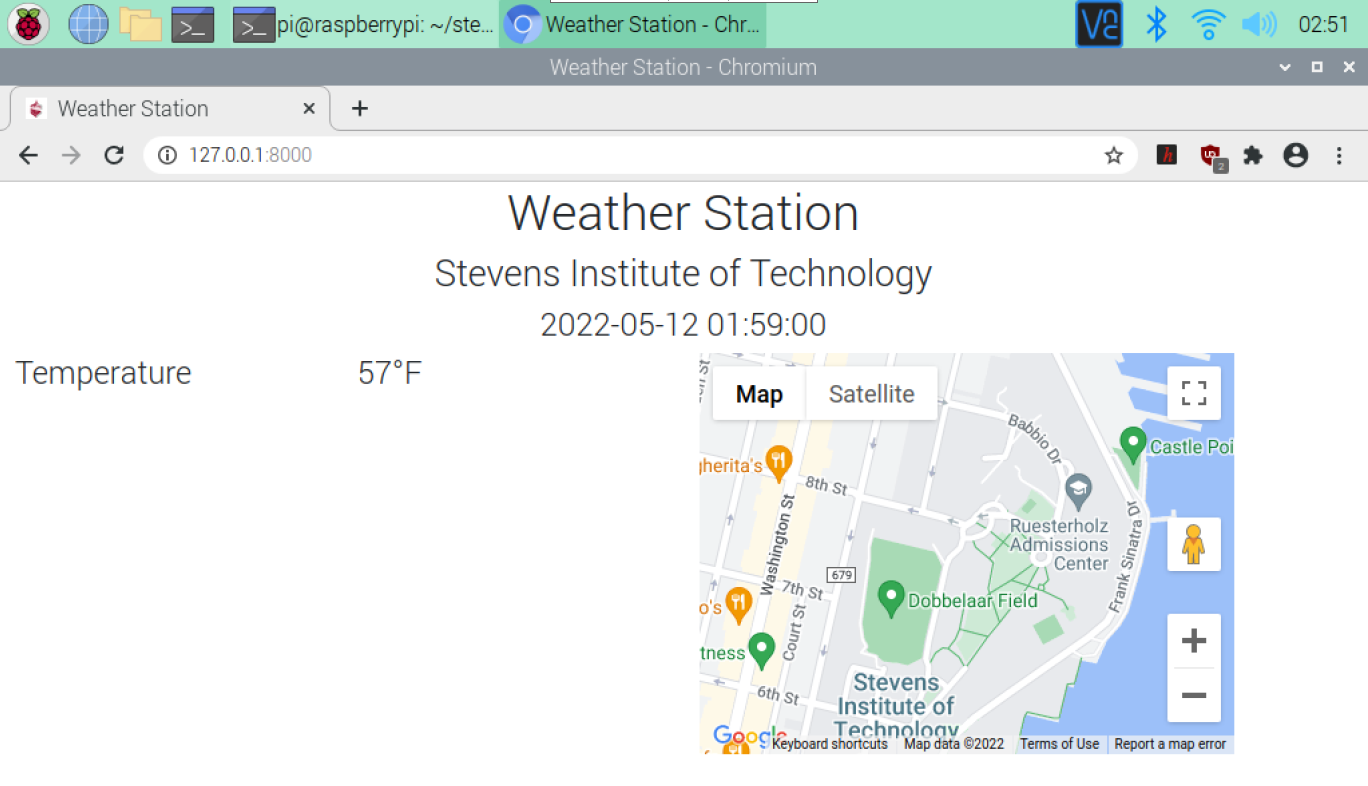 pi@raspberrypi: ~/ste...
Weather Station - Chr...
02:51
Weather Station - Chromium
Weather Station
127.0.0.1:8000
2
Weather Station
Stevens Institute of Technology
2022-05-12 01:59:00
Temperature 57°F
Map Satellite
Babbio Dr
Castle Poi
gherita's
8th St
Washington St
Ruesterholz
Admissions
Center
Frank Sinatra Dr
679
7th St
o's
Dobbelaar Field
Court St
tness
6th St
Stevens
Institute of
Technology
Google
Keyboard shortcuts Map data ©2022 Terms of Use Report a map error